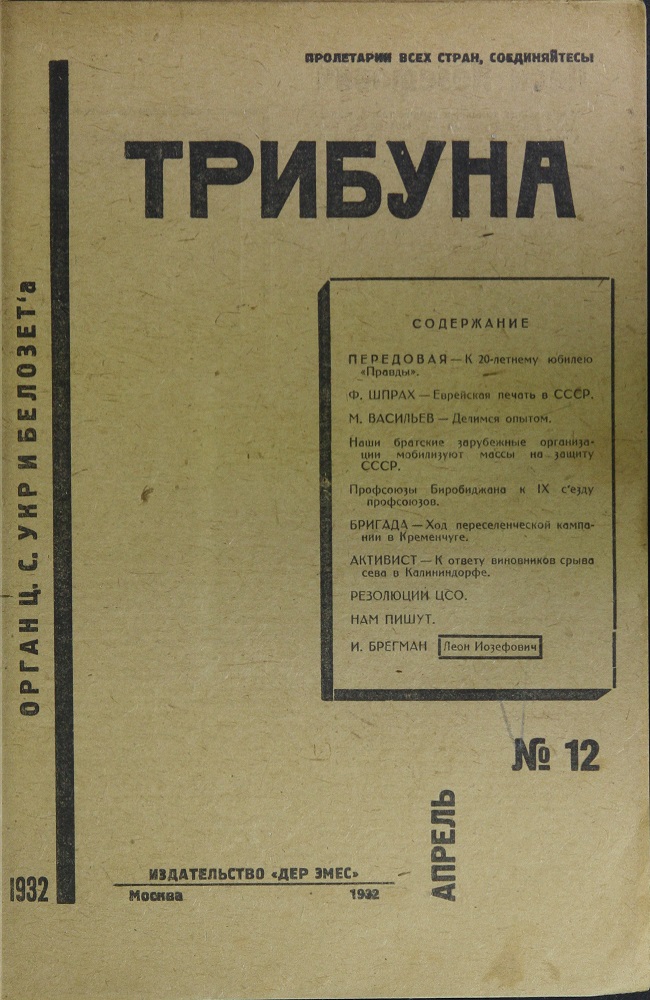 ПРОЛЕТАРИИ ВСЕХ СТРАН, СОЕДИНЯЙТЕСЬ!
ТРИБУНА
ОРГАН Ц. С. УКР И БЕЛОЗЕТ'а
СОДЕРЖАНИЕ
ПЕРЕДОВАЯ — К 20-летнему юбилею
«Правды».
Ф. ШПРАХ — Еврейская печать в СССР.
М. ВАСИЛЬЕВ — Делимся опытом.
Наши братские зарубежные организа-
ции мобилизуют массы на защиту
СССР.
Профсоюзы Биробиджана к IX с'езду
профсоюзов.
БРИГАДА — Ход переселенческой кампа-
нии в Кременчуге.
АКТИВИСТ — К ответу виновников срыва
сева в Калининдорфе.
РЕЗОЛЮЦИИ ЦСО.
НАМ ПИШУТ.
И. БРЕГМАН Леон Иозефович
№ 12
АПРЕЛЬ
1932
ИЗДАТЕЛЬСТВО «ДЕР ЭМЕС»
Москва 1932